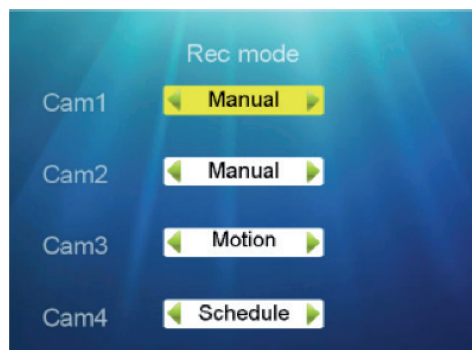 Rec mode
Cam1 Manual
Cam2 Manual
Cam3 Motion
Cam4 Schedule